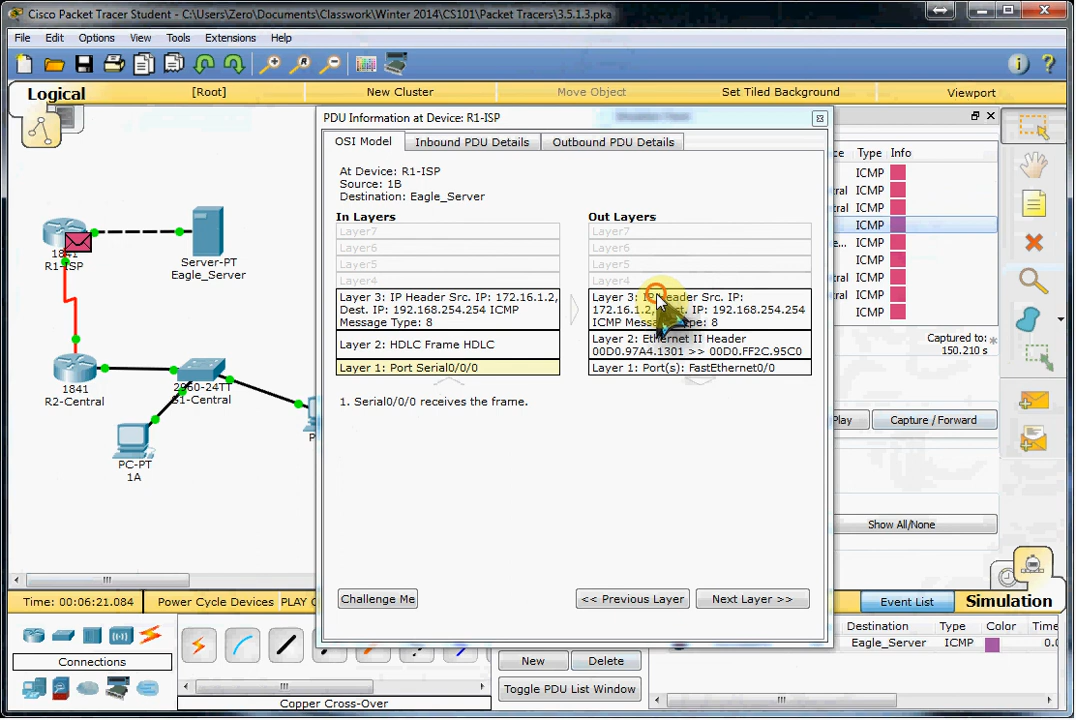 Cisco Packet Tracer Student - C:\Users\Zero\Documents\Classwork\Winter 2014\CS101\Packet Tracers\3.5.1.3.pka
File Edit Options View Tools Extensions Help
Logical [Root] New Cluster Move Object Set Tiled Background Viewport
PDU Information at Device: R1-ISP
OSI Model Inbound PDU Details Outbound PDU Details
At Device: R1-ISP
Source: 1B
Destination: Eagle_Server
In Layers Out Layers
Layer7 Layer7
Layer6 Layer6
Layer5 Layer5
Layer4 Layer4
Layer 3: IP Header Src. IP: 172.16.1.2, Dest. IP: 192.168.254.254 ICMP Message Type: 8
Layer 3: IP Header Src. IP: 172.16.1.2, Dest. IP: 192.168.254.254 ICMP Message Type: 8
Layer 2: HDLC Frame HDLC
Layer 2: Ethernet II Header 00D0.97A4.1301 >> 00D0.FF2C.95C0
Layer 1: Port Serial0/0/0
Layer 1: Port(s): FastEthernet0/0
1. Serial0/0/0 receives the frame.
Challenge Me << Previous Layer Next Layer >>
1841
R1-ISP
Server-PT
Eagle_Server
1841
R2-Central
2960-24TT
S1-Central
PC-PT
1A
P
ce Type Info
ICMP
ral ICMP
ral ICMP
ICMP
e... ICMP
ICMP
ral ICMP
ral ICMP
ICMP
Captured to:
150.210 s
Play Capture / Forward
Show All/None
Event List Simulation
Time: 00:06:21.084 Power Cycle Devices PLAY C
Connections
Copper Cross-Over
New Delete
Toggle PDU List Window
Destination Type Color Time
Eagle_Server ICMP 0.0